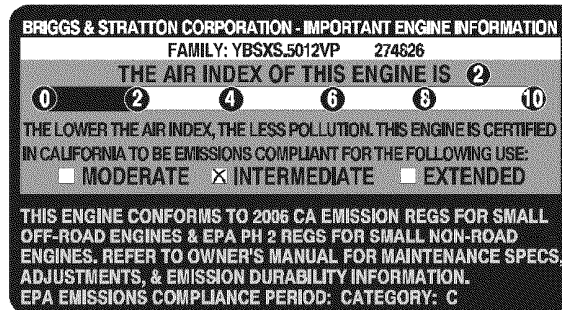 BRIGGS & STRATTON CORPORATION - IMPORTANT ENGINE INFORMATION
FAMILY: YBSXS.5012VP 274826
THE AIR INDEX OF THIS ENGINE IS 2
0 2 4 6 8 10
THE LOWER THE AIR INDEX, THE LESS POLLUTION. THIS ENGINE IS CERTIFIED
IN CALIFORNIA TO BE EMISSIONS COMPLIANT FOR THE FOLLOWING USE:
MODERATE INTERMEDIATE EXTENDED
THIS ENGINE CONFORMS TO 2006 CA EMISSION REGS FOR SMALL
OFF-ROAD ENGINES & EPA PH 2 REGS FOR SMALL NON-ROAD
ENGINES. REFER TO OWNER'S MANUAL FOR MAINTENANCE SPECS,
ADJUSTMENTS, & EMISSION DURABILITY INFORMATION.
EPA EMISSIONS COMPLIANCE PERIOD: CATEGORY: C